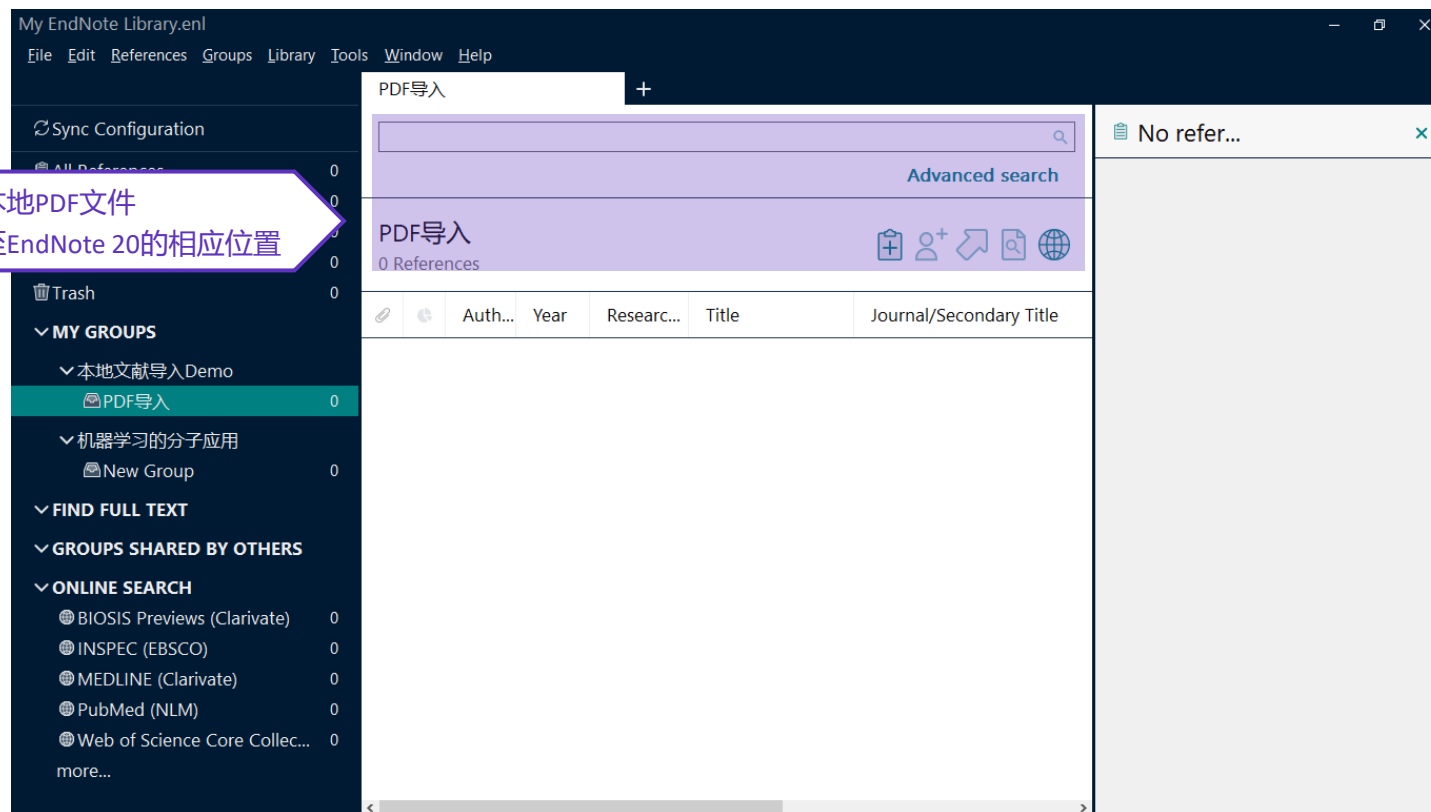 My EndNote Library.enl
File Edit References Groups Library Tools Window Help
PDF导入
Sync Configuration
All References 0
0
0
0
本地PDF文件
至EndNote 20的相应位置
Trash 0
MY GROUPS
本地文献导入Demo
PDF导入 0
机器学习的分子应用
New Group 0
FIND FULL TEXT
GROUPS SHARED BY OTHERS
ONLINE SEARCH
BIOSIS Previews (Clarivate) 0
INSPEC (EBSCO) 0
MEDLINE (Clarivate) 0
PubMed (NLM) 0
Web of Science Core Collec... 0
more...
Advanced search
PDF导入
0 References
Auth... Year Researc... Title Journal/Secondary Title
No refer...